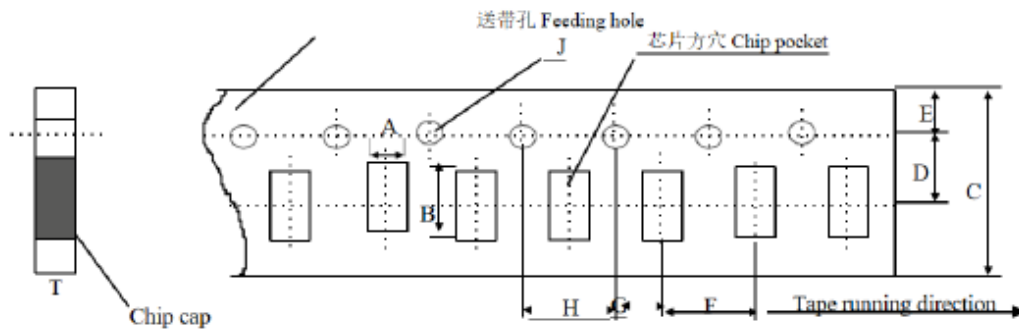 送带孔 Feeding hole
芯片方穴 Chip pocket
J
A
E
D
C
B
T
H
G
F
Tape running direction
Chip cap